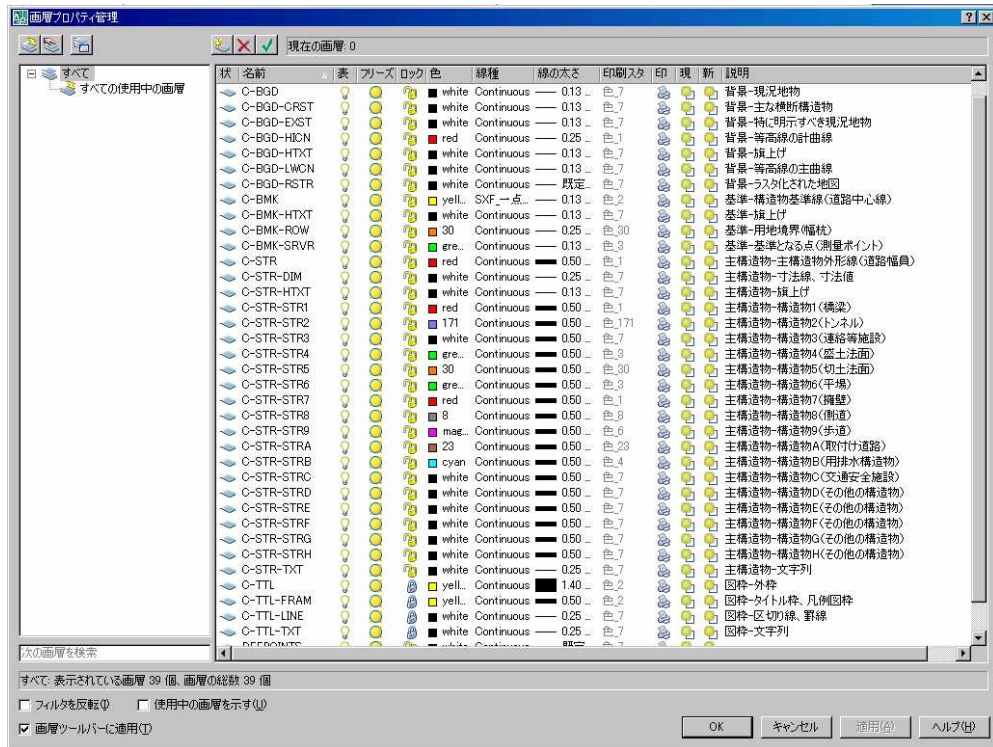 画層プロパティ管理
現在の画層: 0
すべて
すべての使用中の画層
状 名前 表 フリーズ ロック 色 線種 線の太さ 印刷スタ 印 現 新 説明
C-BGD white Continuous 0.13 ... 色_7 背景-現況地物
C-BGD-CRST white Continuous 0.13 ... 色_7 背景-主な横断構造物
C-BGD-EXST white Continuous 0.13 ... 色_7 背景-特に明示すべき現況地物
C-BGD-HICN red Continuous 0.25 ... 色_1 背景-等高線の計曲線
C-BGD-HTXT white Continuous 0.13 ... 色_7 背景-旗上げ
C-BGD-LWCN white Continuous 0.13 ... 色_7 背景-等高線の主曲線
C-BGD-RSTR white Continuous 既定... 色_7 背景-ラスタ化された地図
C-BMK yell... SXF_一点... 0.13 ... 色_2 基準-構造物基準線(道路中心線)
C-BMK-HTXT white Continuous 0.13 ... 色_7 基準-旗上げ
C-BMK-ROW 30 Continuous 0.25 ... 色_30 基準-用地境界(幅杭)
C-BMK-SRVR gre... Continuous 0.13 ... 色_3 基準-基準となる点(測量ポイント)
C-STR red Continuous 0.50 ... 色_1 主構造物-主構造物外形線(道路幅員)
C-STR-DIM white Continuous 0.25 ... 色_7 主構造物-寸法線、寸法値
C-STR-HTXT white Continuous 0.13 ... 色_7 主構造物-旗上げ
C-STR-STR1 red Continuous 0.50 ... 色_1 主構造物-構造物1(橋梁)
C-STR-STR2 171 Continuous 0.50 ... 色_171 主構造物-構造物2(トンネル)
C-STR-STR3 white Continuous 0.50 ... 色_7 主構造物-構造物3(連絡等施設)
C-STR-STR4 gre... Continuous 0.50 ... 色_3 主構造物-構造物4(盛土法面)
C-STR-STR5 30 Continuous 0.50 ... 色_30 主構造物-構造物5(切土法面)
C-STR-STR6 gre... Continuous 0.50 ... 色_3 主構造物-構造物6(平場)
C-STR-STR7 red Continuous 0.50 ... 色_1 主構造物-構造物7(擁壁)
C-STR-STR8 8 Continuous 0.50 ... 色_8 主構造物-構造物8(側道)
C-STR-STR9 mag... Continuous 0.50 ... 色_6 主構造物-構造物9(歩道)
C-STR-STRA 23 Continuous 0.50 ... 色_23 主構造物-構造物A(取付け道路)
C-STR-STRB cyan Continuous 0.50 ... 色_4 主構造物-構造物B(用排水構造物)
C-STR-STRC white Continuous 0.50 ... 色_7 主構造物-構造物C(交通安全施設)
C-STR-STRD white Continuous 0.50 ... 色_7 主構造物-構造物D(その他の構造物)
C-STR-STRE white Continuous 0.50 ... 色_7 主構造物-構造物E(その他の構造物)
C-STR-STRF white Continuous 0.50 ... 色_7 主構造物-構造物F(その他の構造物)
C-STR-STRG white Continuous 0.50 ... 色_7 主構造物-構造物G(その他の構造物)
C-STR-STRH white Continuous 0.50 ... 色_7 主構造物-構造物H(その他の構造物)
C-STR-TXT white Continuous 0.25 ... 色_7 主構造物-文字列
C-TTL yell... Continuous 1.40 ... 色_2 図枠-外枠
C-TTL-FRAM yell... Continuous 0.50 ... 色_2 図枠-タイトル枠、凡例図枠
C-TTL-LINE white Continuous 0.25 ... 色_7 図枠-区切り線、罫線
C-TTL-TXT white Continuous 0.25 ... 色_7 図枠-文字列
DEFPOINTS white Continuous 既定... 色_7
次の画層を検索
すべて: 表示されている画層 39 個、画層の総数 39 個
フィルタを反転(I) 使用中の画層を示す(U)
画層ツールバーに適用(T)
OK キャンセル 適用(A) ヘルプ(H)